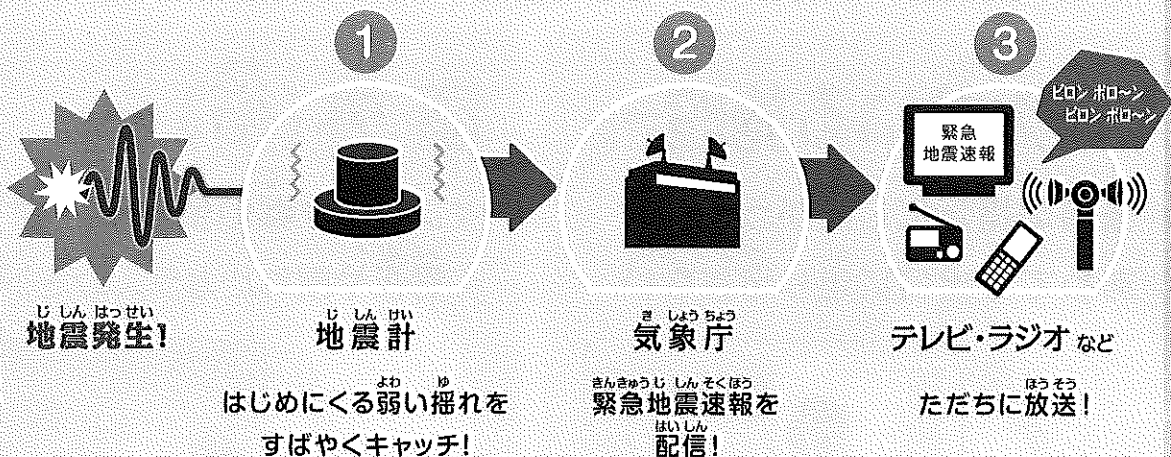 1
2
3
ピロン ポロ〜ン
ピロン ポロ〜ン
緊急
地震速報
じ しん はっ せい
地震発生!
じ しん けい
地震計
き しょう ちょう
気象庁
テレビ・ラジオ など
よわ ゆ
はじめにくる弱い揺れを
すばやくキャッチ!
きんきゅう じ しん そくほう
緊急地震速報を
はい しん
配信!
ほう そう
ただちに放送!